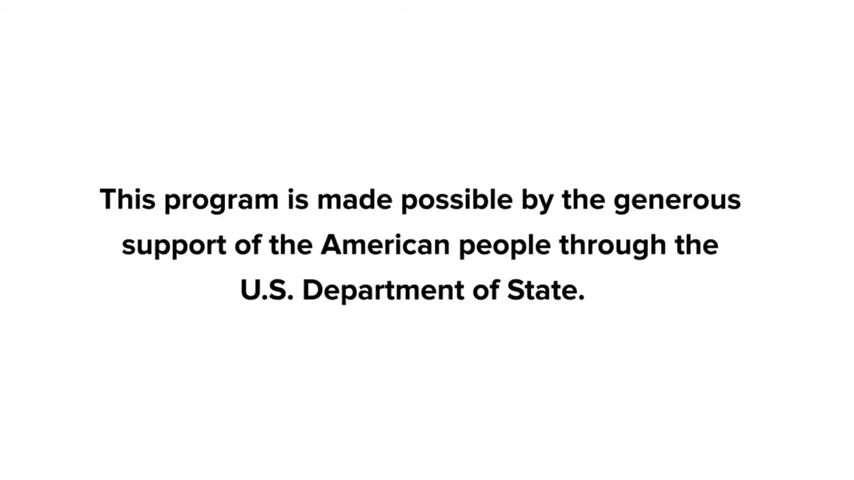 This program is made possible by the generous
support of the American people through the
U.S. Department of State.